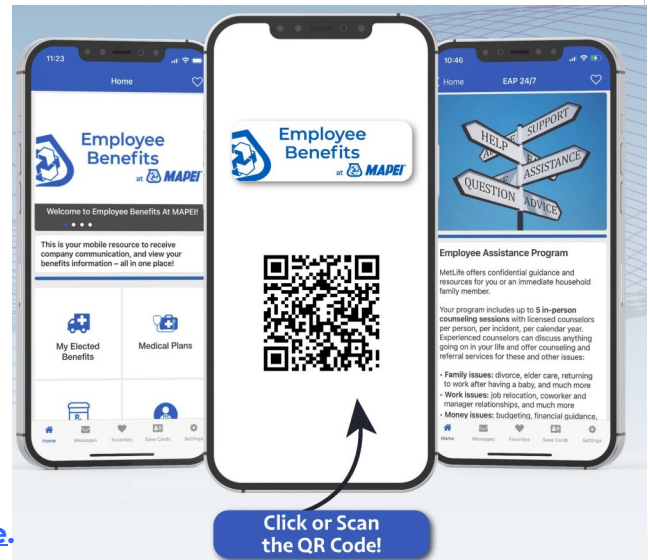 11:23
Home
Employee
Benefits
at MAPEI
Welcome to Employee Benefits At MAPEI!
This is your mobile resource to receive
company communication, and view your
benefits information – all in one place!
My Elected
Benefits
Medical Plans
Home
Messages
Favorites
Save Cards
Settings
Employee
Benefits
at MAPEI
Click or Scan
the QR Code!
10:46
Home
EAP 24/7
HELP
SUPPORT
ASSISTANCE
QUESTION
ADVICE
Employee Assistance Program
MetLife offers confidential guidance and
resources for you or an immediate household
family member.
Your program includes up to 5 in-person
counseling sessions with licensed counselors
per person, per incident, per calendar year.
Experienced counselors can discuss anything
going on in your life and offer counseling and
referral services for these and other issues:
• Family issues: divorce, elder care, returning
to work after having a baby, and much more
• Work issues: job relocation, coworker and
manager relationships, and much more
• Money issues: budgeting, financial guidance,
Home
Messages
Favorites
Save Cards
Settings
e.